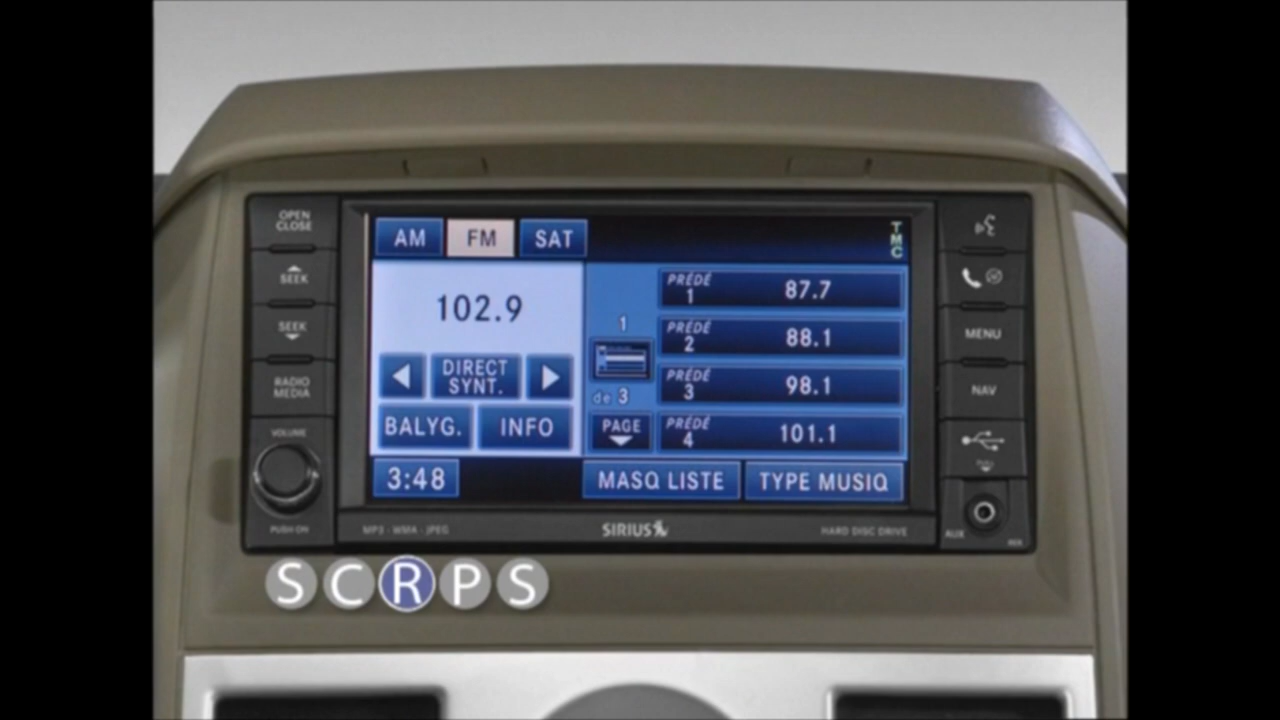 OPEN
CLOSE
SEEK
SEEK
RADIO
MEDIA
VOLUME
PUSH ON
AM FM SAT
TMC
102.9
DIRECT
SYNT.
BALYG. INFO
3:48
1
de 3
PAGE
PRÉDÉ
1 87.7
PRÉDÉ
2 88.1
PRÉDÉ
3 98.1
PRÉDÉ
4 101.1
MASQ LISTE TYPE MUSIQ
MP3 - WMA - JPEG SIRIUS HARD DISC DRIVE
MENU
NAV
AUX
S C R P S